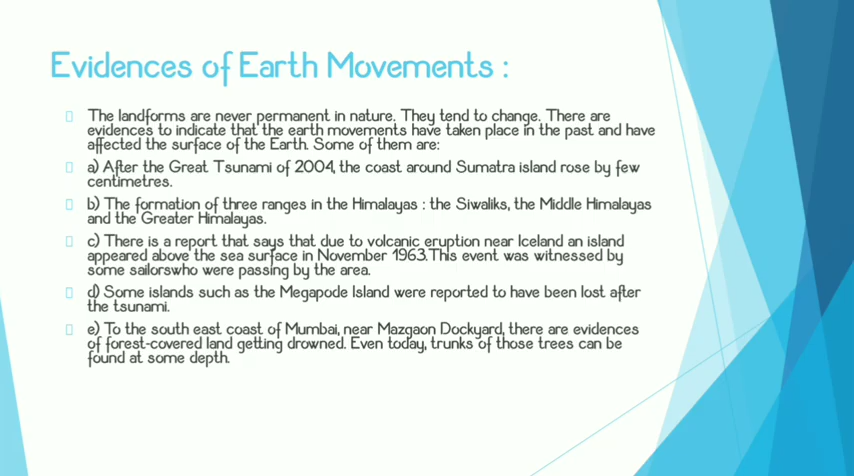 Evidences of Earth Movements :
The landforms are never permanent in nature. They tend to change. There are
evidences to indicate that the earth movements have taken place in the past and have
affected the surface of the Earth. Some of them are:
a) After the Great Tsunami of 2004, the coast around Sumatra island rose by few
centimetres.
b) The formation of three ranges in the Himalayas : the Siwaliks, the Middle Himalayas
and the Greater Himalayas.
c) There is a report that says that due to volcanic eruption near Iceland an island
appeared above the sea surface in November 1963.This event was witnessed by
some sailorswho were passing by the area.
d) Some islands such as the Megapode Island were reported to have been lost after
the tsunami.
e) To the south east coast of Mumbai, near Mazgaon Dockyard, there are evidences
of forest-covered land getting drowned. Even today, trunks of those trees can be
found at some depth.